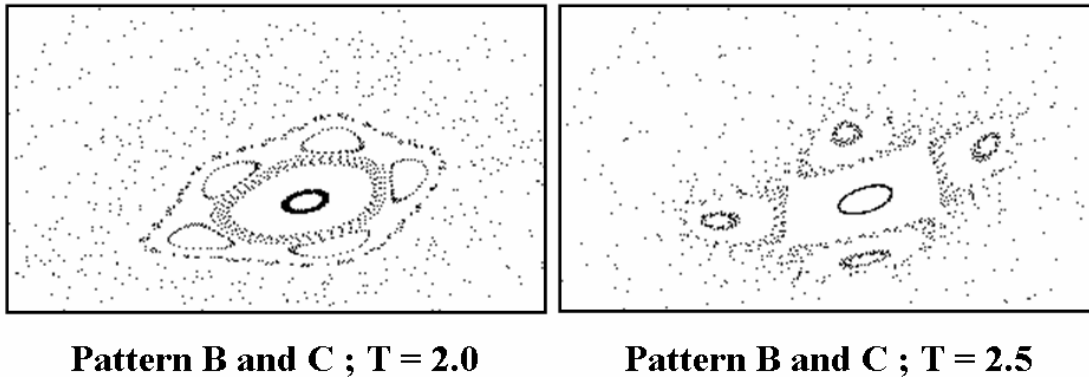 Pattern B and C ; T = 2.0
Pattern B and C ; T = 2.5